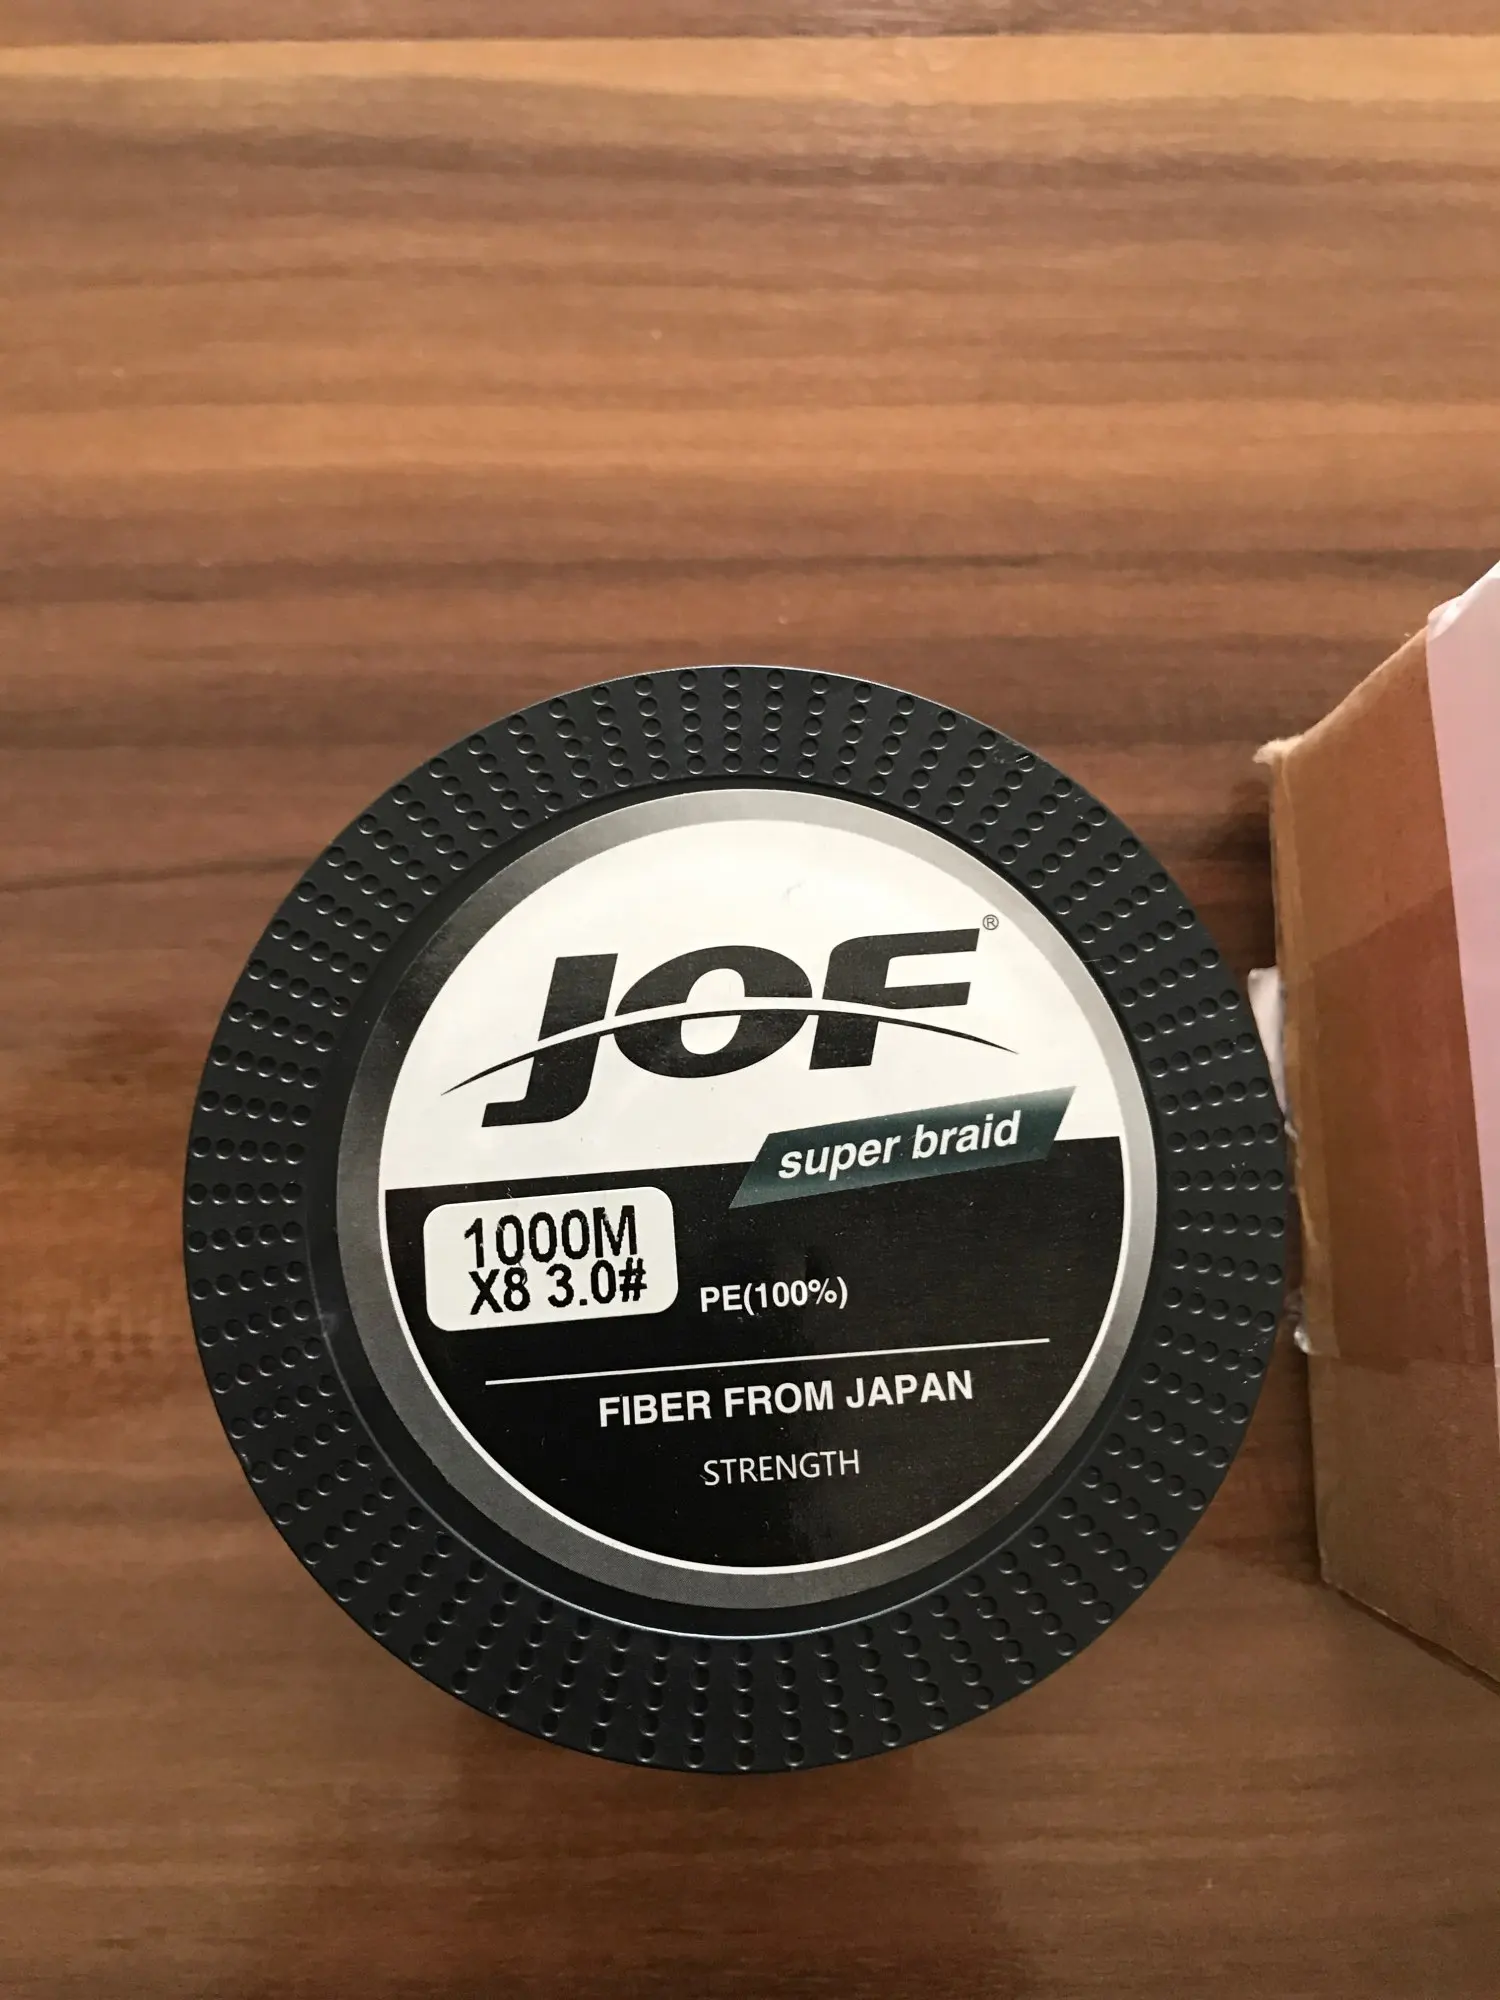 JOF®
super braid
1000M
X8 3.0#
PE(100%)
FIBER FROM JAPAN
STRENGTH